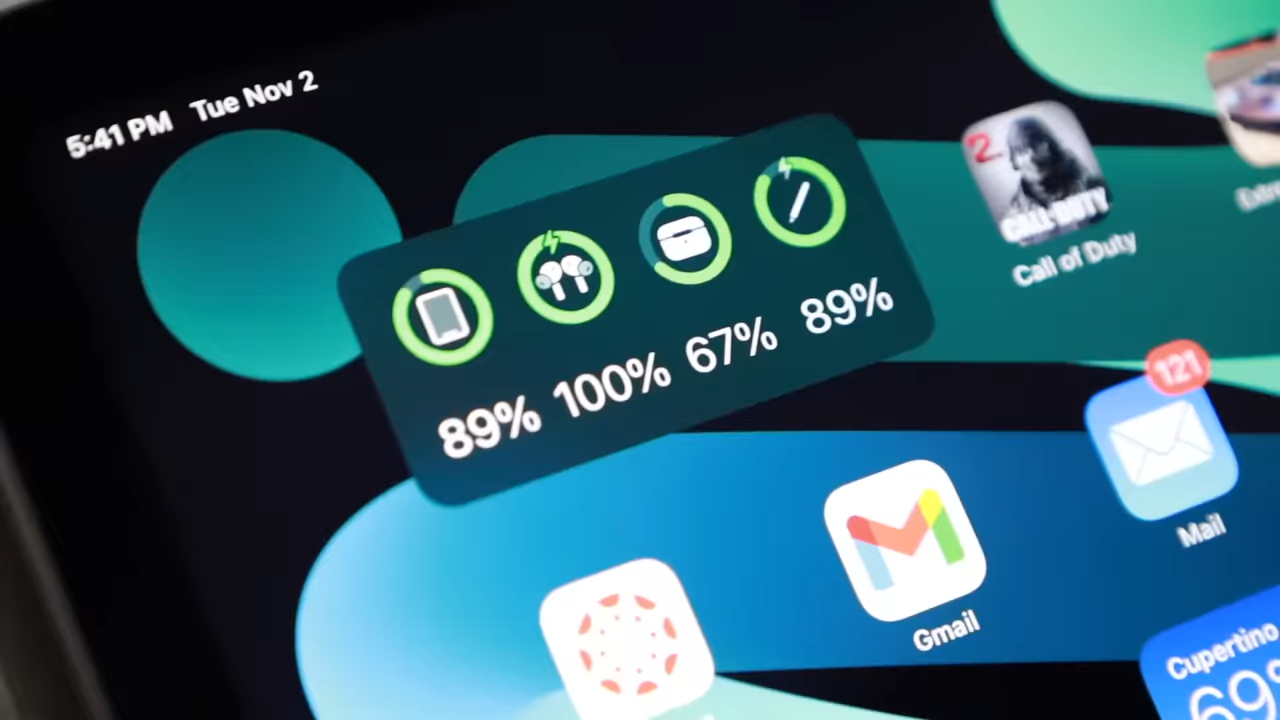 5:41 PM Tue Nov 2
89% 100% 67% 89%
2
CALL OF DUTY
Call of Duty
121
Mail
Gmail
Cupertino